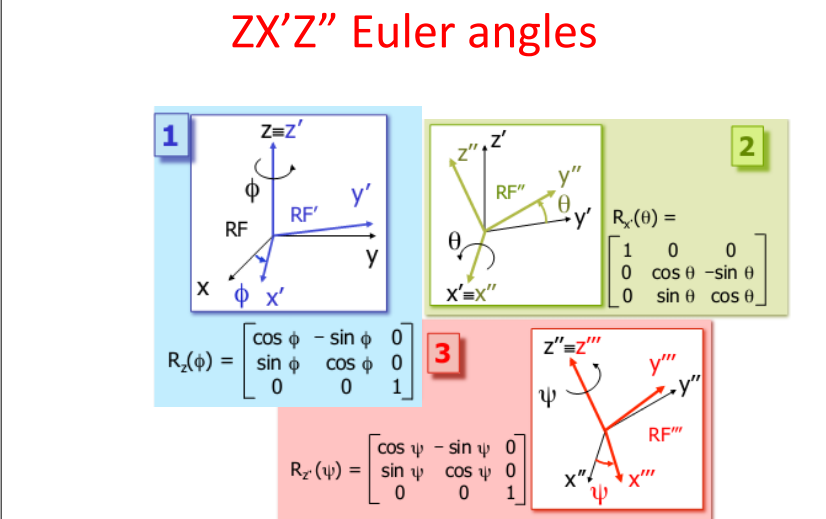 ZX’Z” Euler angles
1
z≡z’
ϕ
y’
RF’
RF
y
x
ϕ x’
R_z(ϕ) =
cos ϕ - sin ϕ 0
sin ϕ cos ϕ 0
0 0 1
2
z” z’
y”
RF”
θ
y’
θ
x’≡x”
R_x’(θ) =
1 0 0
0 cos θ -sin θ
0 sin θ cos θ
3
z”≡z”’
y”’
y”
ψ
RF”’
x” x”’
ψ
R_z”(ψ) =
cos ψ - sin ψ 0
sin ψ cos ψ 0
0 0 1